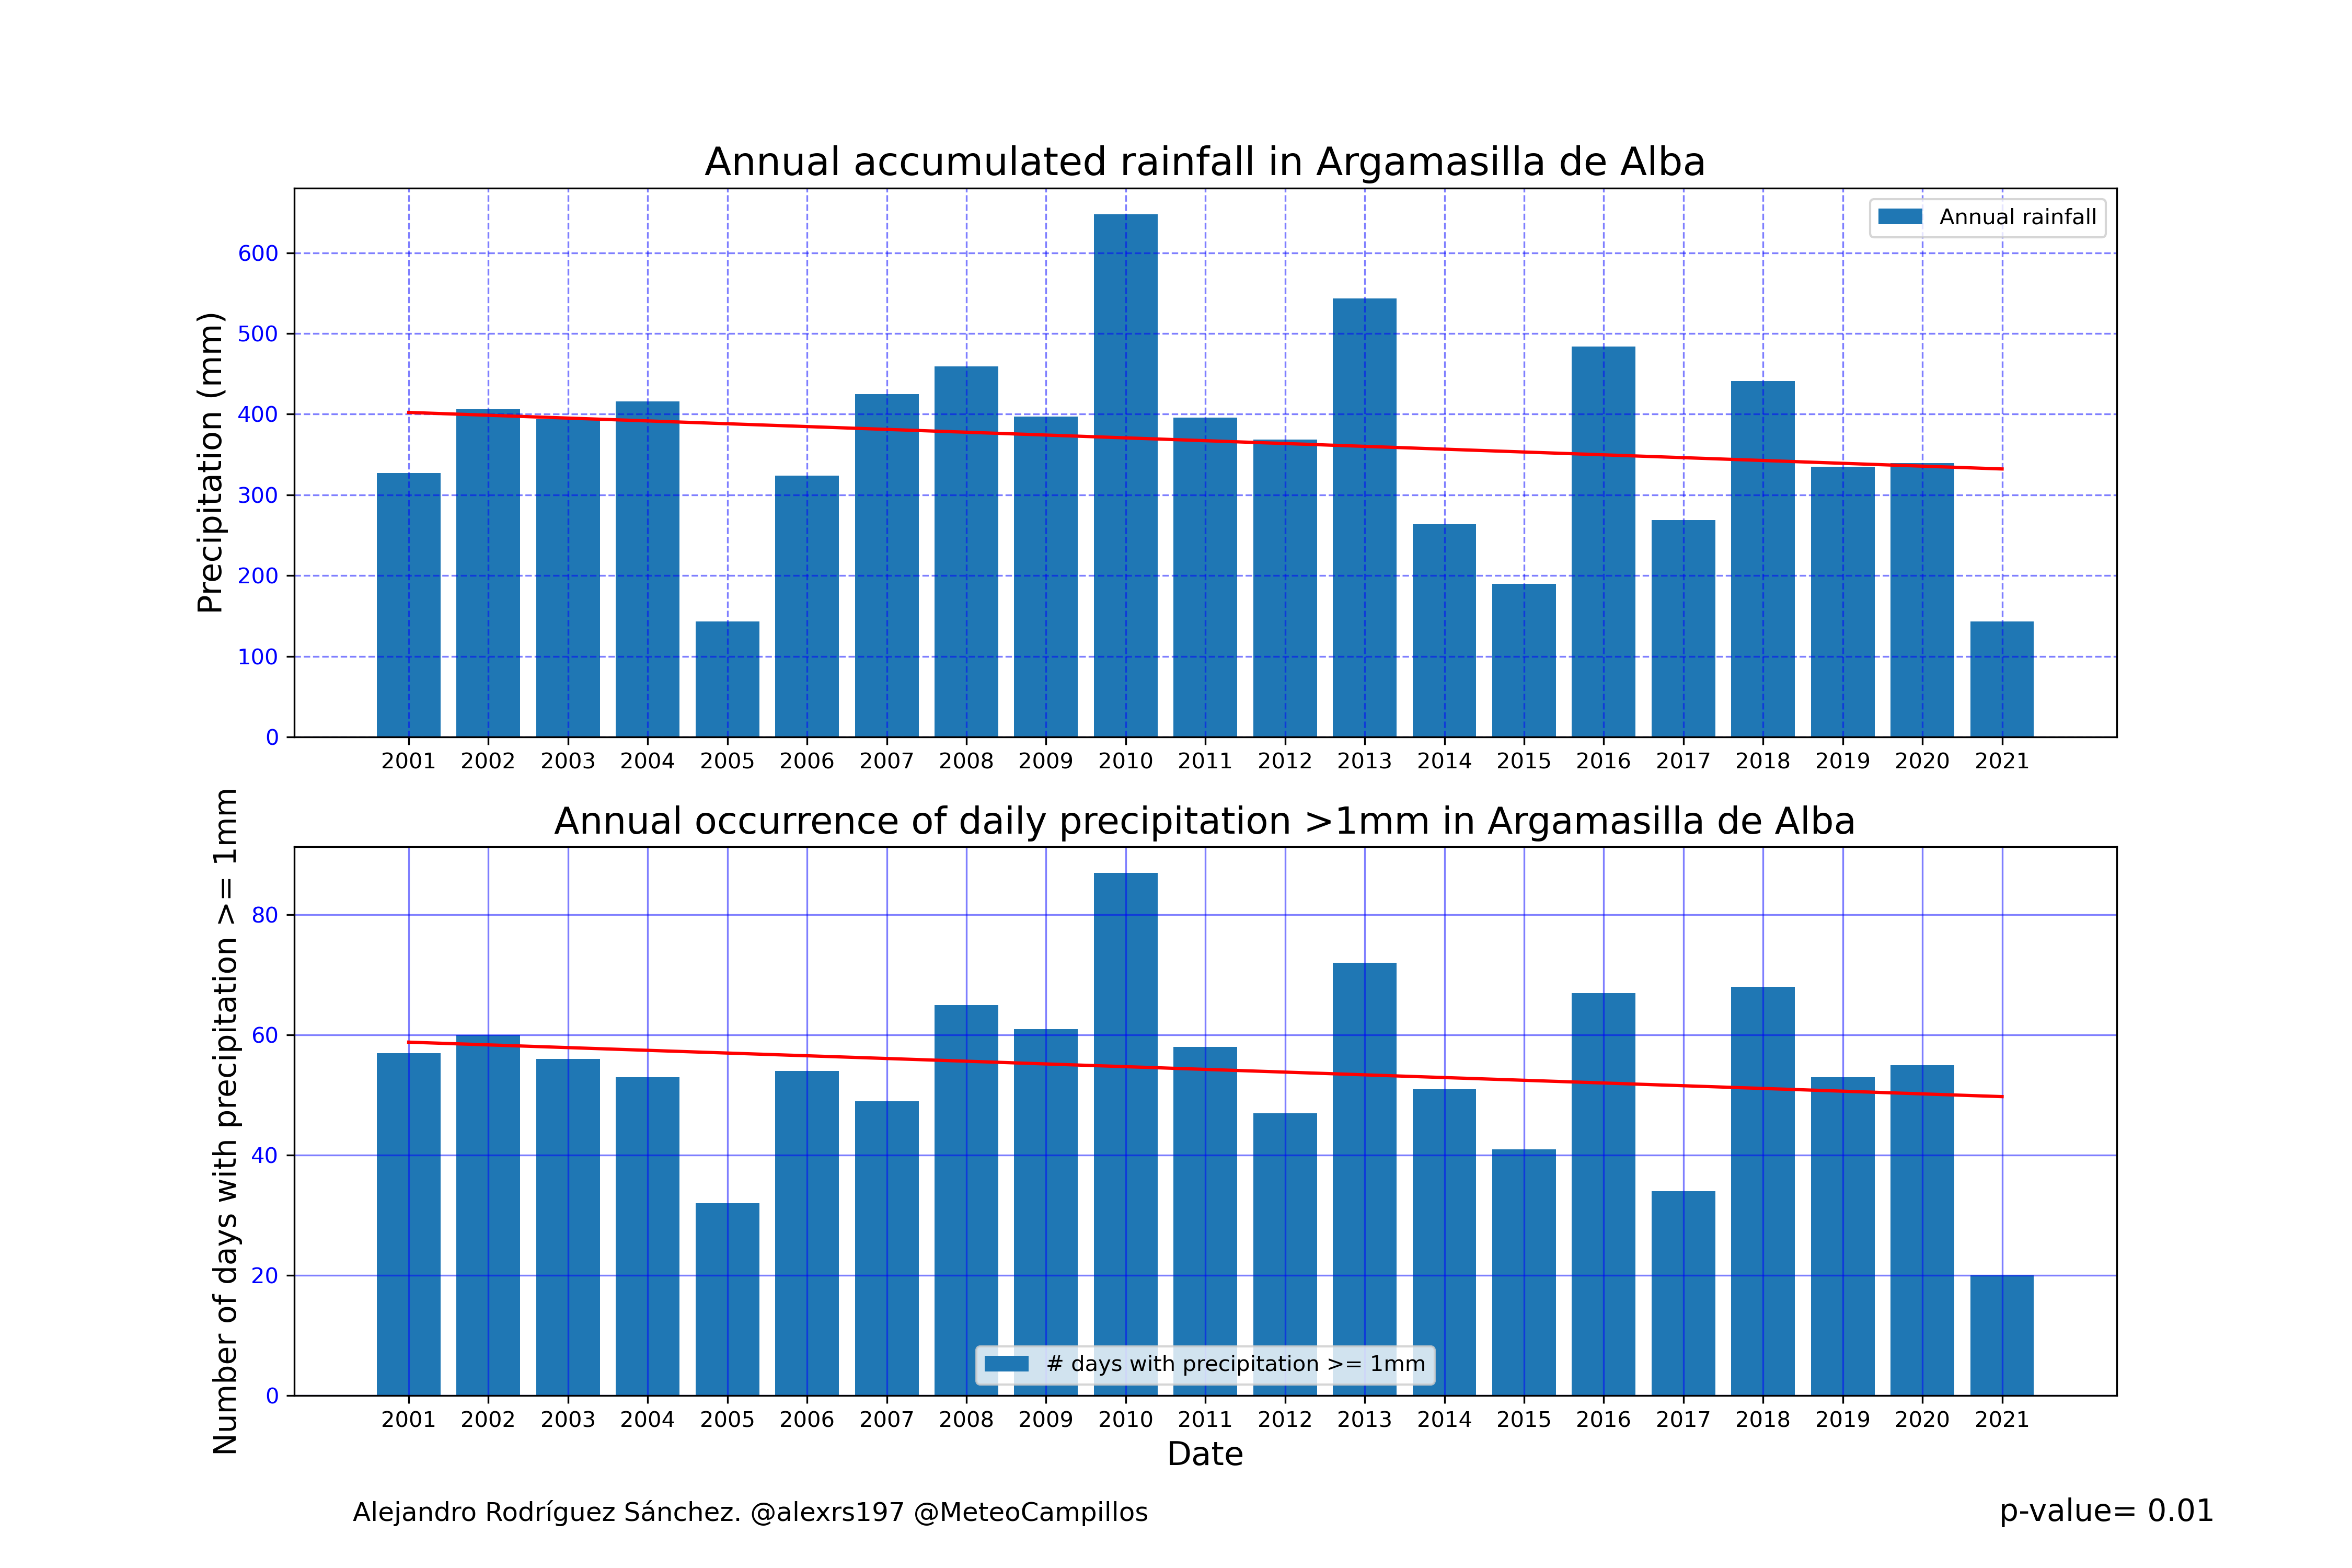 Annual accumulated rainfall in Argamasilla de Alba
Precipitation (mm)
600
500
400
300
200
100
0
Annual rainfall
2001 2002 2003 2004 2005 2006 2007 2008 2009 2010 2011 2012 2013 2014 2015 2016 2017 2018 2019 2020 2021
Annual occurrence of daily precipitation >1mm in Argamasilla de Alba
Number of days with precipitation >= 1mm
80
60
40
20
0
# days with precipitation >= 1mm
2001 2002 2003 2004 2005 2006 2007 2008 2009 2010 2011 2012 2013 2014 2015 2016 2017 2018 2019 2020 2021
Date
Alejandro Rodríguez Sánchez. @alexrs197 @MeteoCampillos
p-value= 0.01